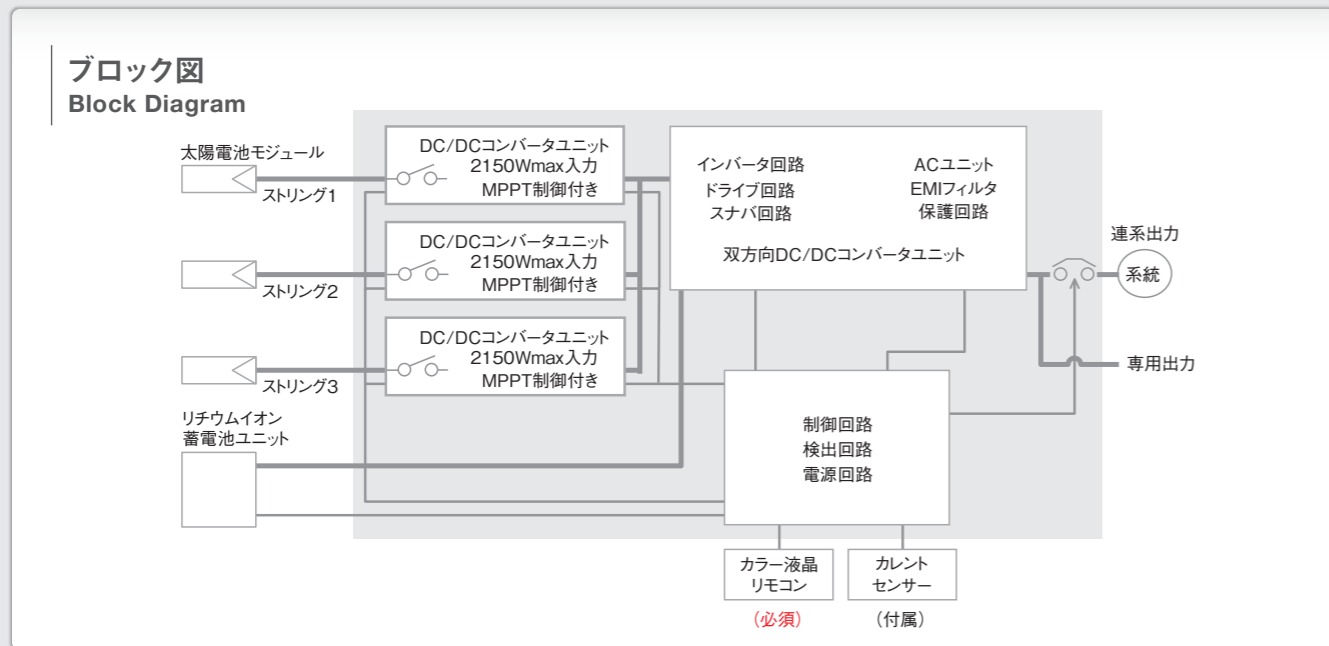 ブロック図
Block Diagram
太陽電池モジュール
ストリング1
DC/DCコンバータユニット
2150Wmax入力
MPPT制御付き
ストリング2
DC/DCコンバータユニット
2150Wmax入力
MPPT制御付き
ストリング3
DC/DCコンバータユニット
2150Wmax入力
MPPT制御付き
リチウムイオン
蓄電池ユニット
インバータ回路
ドライブ回路
スナバ回路
ACユニット
EMIフィルタ
保護回路
双方向DC/DCコンバータユニット
連系出力
系統
専用出力
制御回路
検出回路
電源回路
カラー液晶
リモコン
(必須)
カレント
センサー
(付属)